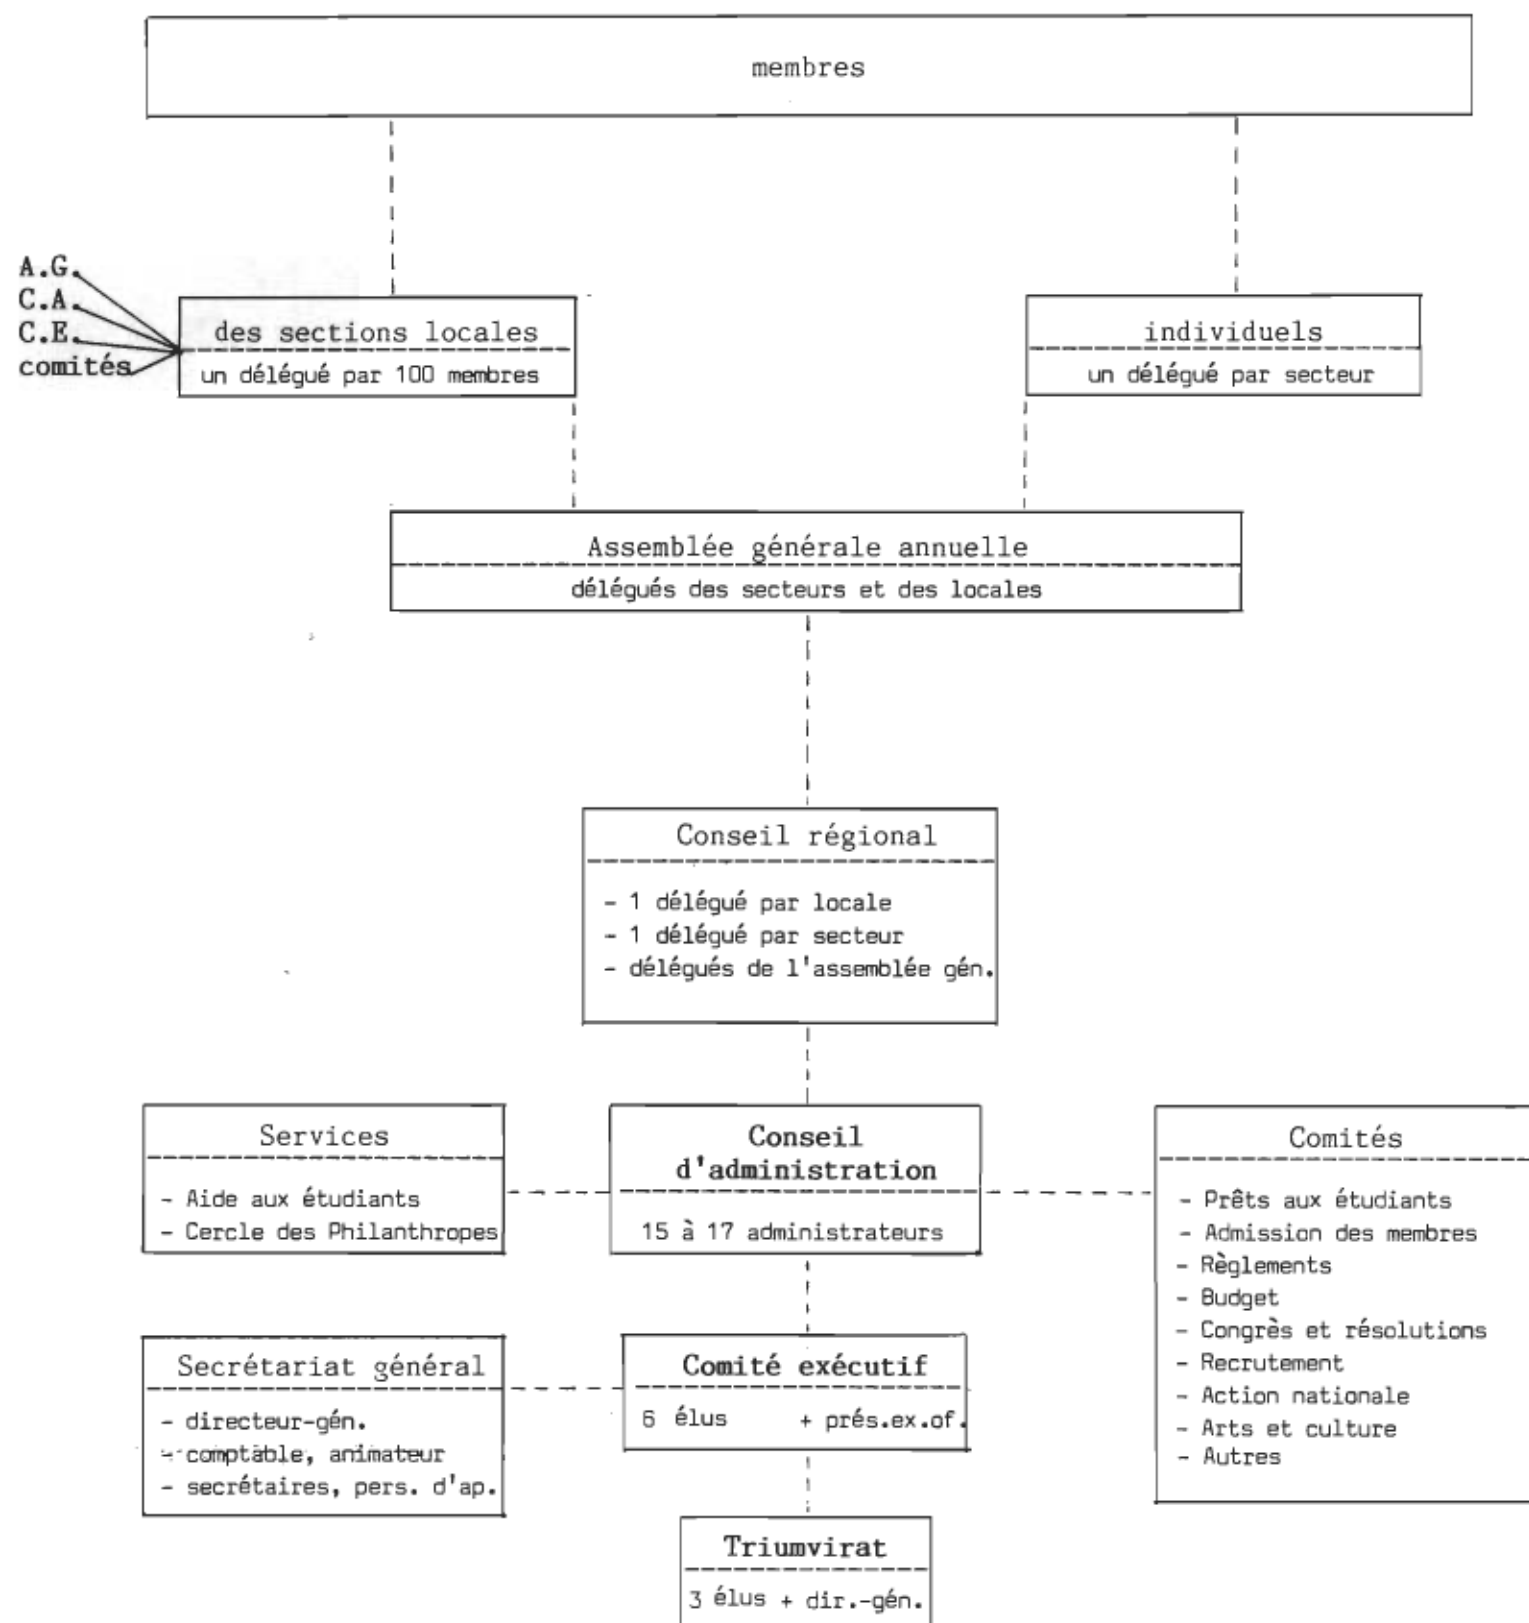 membres
A.G.
C.A.
C.E.
comités
des sections locales
un délégué par 100 membres
individuels
un délégué par secteur
Assemblée générale annuelle
délégués des secteurs et des locales
Conseil régional
- 1 délégué par locale
- 1 délégué par secteur
- délégués de l'assemblée gén.
Services
- Aide aux étudiants
- Cercle des Philanthropes
Conseil
d'administration
15 à 17 administrateurs
Comités
- Prêts aux étudiants
- Admission des membres
- Règlements
- Budget
- Congrès et résolutions
- Recrutement
- Action nationale
- Arts et culture
- Autres
Secrétariat général
- directeur-gén.
- comptable, animateur
- secrétaires, pers. d'ap.
Comité exécutif
6 élus + prés.ex.of.
Triumvirat
3 élus + dir.-gén.